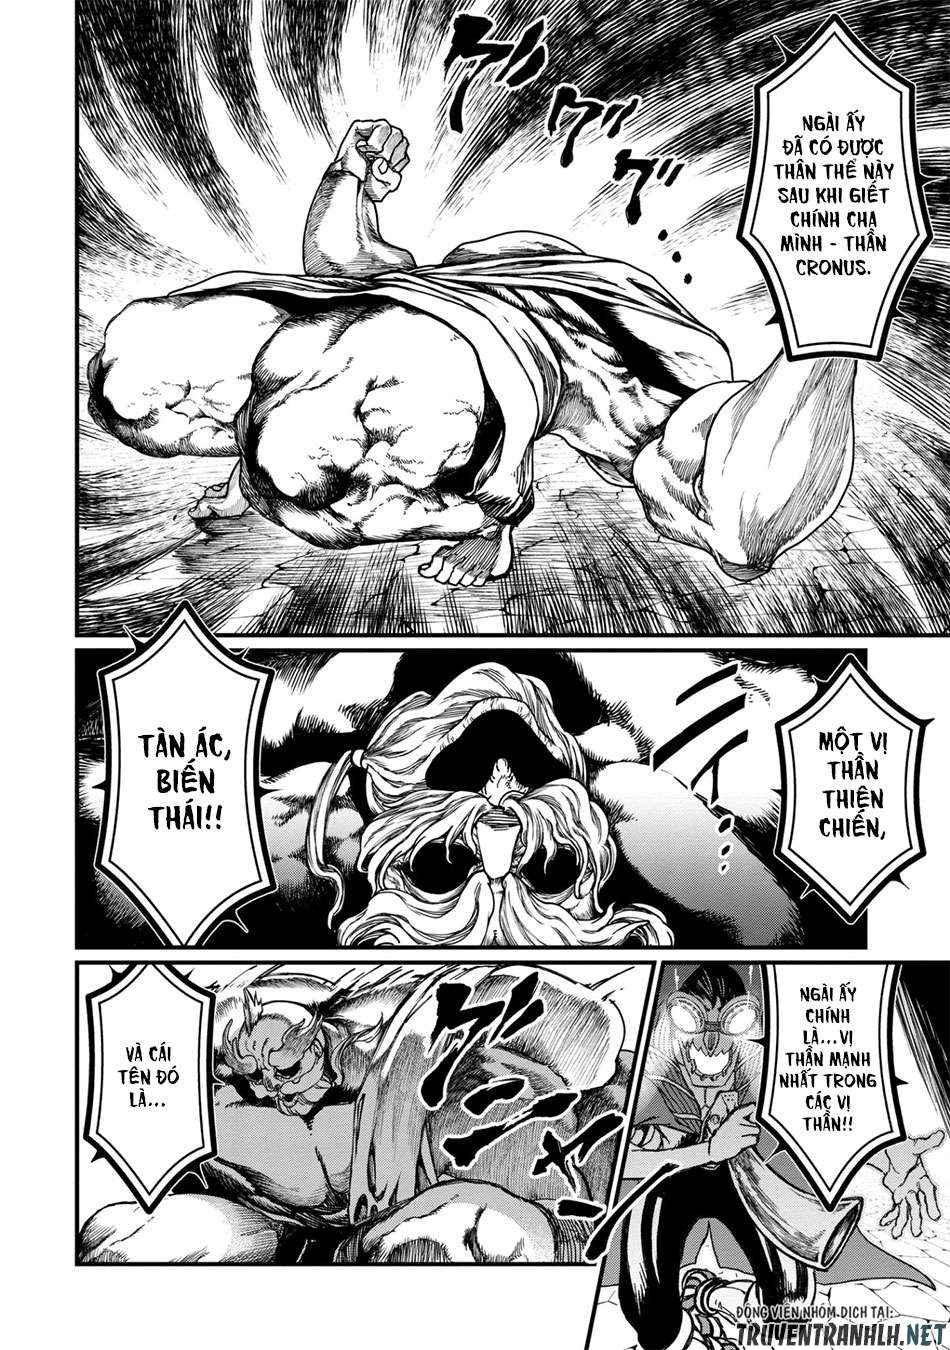 NGÀI ẤY
ĐÃ CÓ ĐƯỢC
THÂN THỂ NÀY
SAU KHI GIẾT
CHÍNH CHA
MÌNH - THẦN
CRONUS.
MỘT VỊ
THẦN
THIỆN
CHIẾN,
TÀN ÁC,
BIẾN
THÁI!!
NGÀI ẤY
CHÍNH
LÀ...VỊ
THẦN MẠNH
NHẤT TRONG
CÁC VỊ
THẦN!!
VÀ CÁI
TÊN ĐÓ
LÀ...
ĐỘNG VIÊN NHÓM DỊCH TẠI:
TRUYENTRANHLH.NET